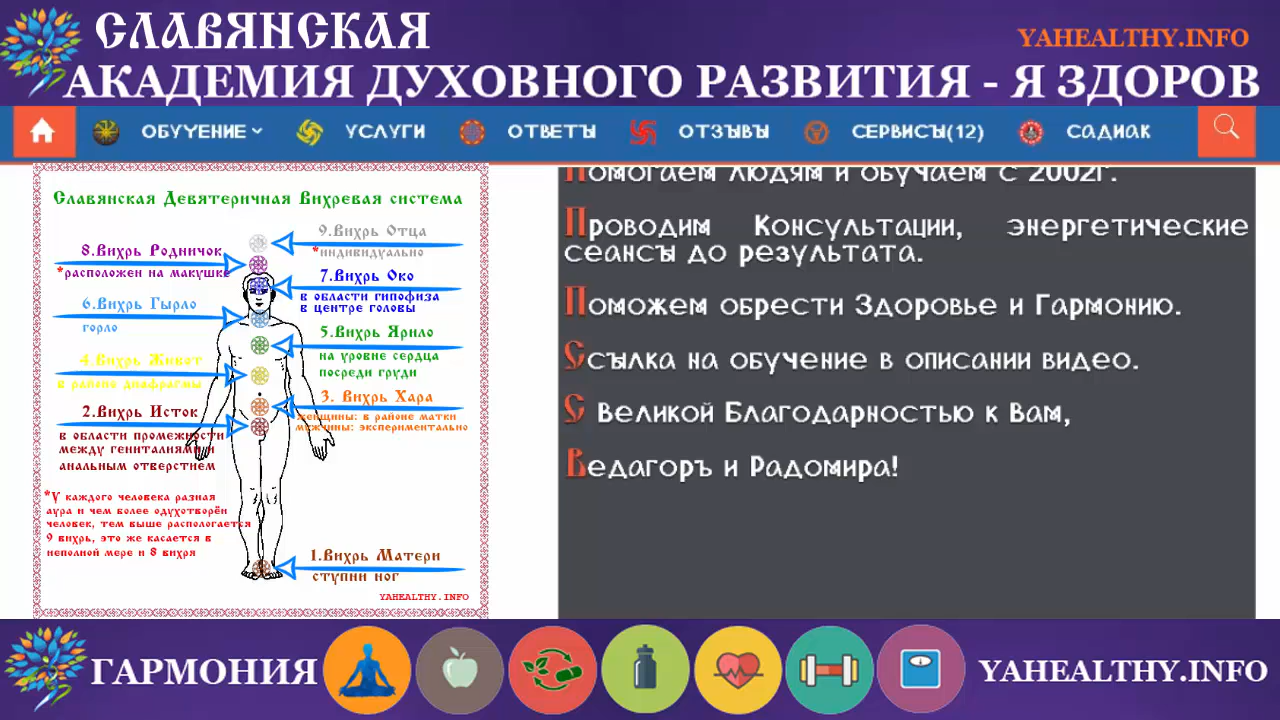 СЛАВЯНСКАЯ
YAHEALTHY.INFO
АКАДЕМИЯ ДУХОВНОГО РАЗВИТИЯ - Я ЗДОРОВ
ОБУЧЕНИЕ
УСЛУГИ
ОТВЕТЫ
ОТЗЫВЫ
СЕРВИСЫ(12)
САДИАК
Славянская Девятеричная Вихревая система
9.Вихрь Отца
*индивидуально
8.Вихрь Родничок
*расположен на макушке
7.Вихрь Око
в области гипофиза
в центре головы
6.Вихрь Гырло
горло
5.Вихрь Ярило
на уровне сердца
посреди груди
4.Вихрь Живот
в районе диафрагмы
3. Вихрь Хара
женщины: в районе матки
мужчины: экспериментально
2.Вихрь Исток
в области промежности
между гениталиями и
анальным отверстием
*У каждого человека разная
аура и чем более одухотворён
человек, тем выше распологается
9 вихрь, это же касается в
неполной мере и 8 вихря
1.Вихрь Матери
ступни ног
YAHEALTHY.INFO
Помогаем людям и обучаем с 2002г.
Проводим Консультации, энергетические
сеансы до результата.
Поможем обрести Здоровье и Гармонию.
Ссылка на обучение в описании видео.
С Великой Благодарностью к Вам,
Ведагоръ и Радомира!
ГАРМОНИЯ
YAHEALTHY.INFO